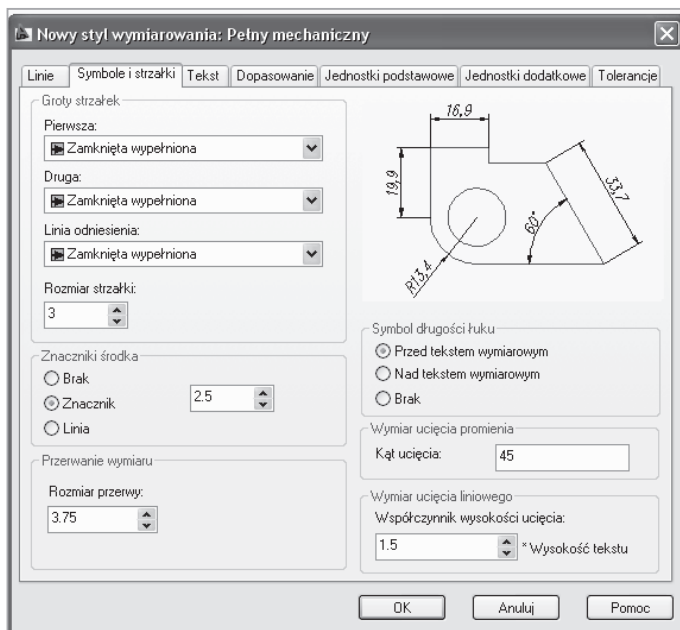 Nowy styl wymiarowania: Pełny mechaniczny
Linie Symbole i strzałki Tekst Dopasowanie Jednostki podstawowe Jednostki dodatkowe Tolerancje
Groty strzałek
Pierwsza:
Zamknięta wypełniona
Druga:
Zamknięta wypełniona
Linia odniesienia:
Zamknięta wypełniona
Rozmiar strzałki:
3
Znaczniki środka
Brak
Znacznik
2.5
Linia
Przerwanie wymiaru
Rozmiar przerwy:
3.75
16,9
19,9
33,7
60°
R13,4
Symbol długości łuku
Przed tekstem wymiarowym
Nad tekstem wymiarowym
Brak
Wymiar ucięcia promienia
Kąt ucięcia: 45
Wymiar ucięcia liniowego
Współczynnik wysokości ucięcia:
1.5 * Wysokość tekstu
OK Anuluj Pomoc